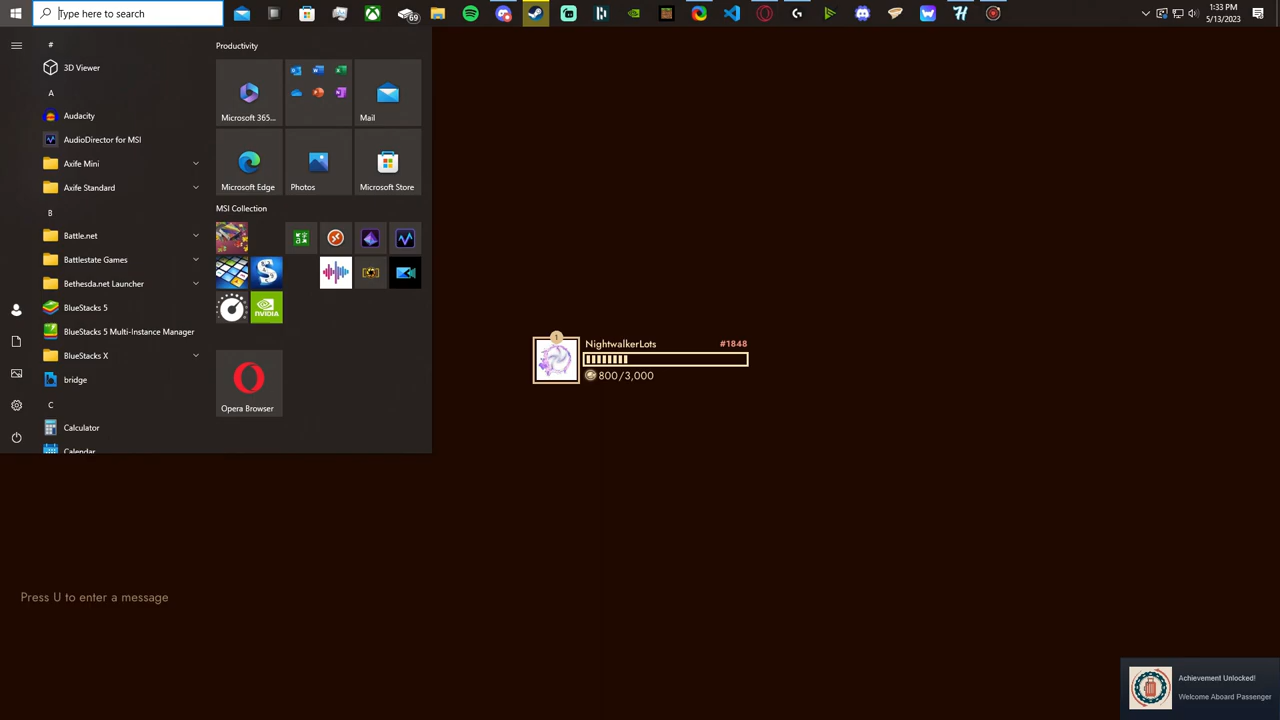 Type here to search
69
1:33 PM
5/13/2023
#
3D Viewer
A
Audacity
AudioDirector for MSI
Axife Mini
Axife Standard
B
Battle.net
Battlestate Games
Bethesda.net Launcher
BlueStacks 5
BlueStacks 5 Multi-Instance Manager
BlueStacks X
bridge
C
Calculator
Calendar
Productivity
Microsoft 365...
Mail
Microsoft Edge
Photos
Microsoft Store
MSI Collection
NVIDIA
Opera Browser
1
NightwalkerLots
#1848
800/3,000
Press U to enter a message
Achievement Unlocked!
Welcome Aboard Passenger